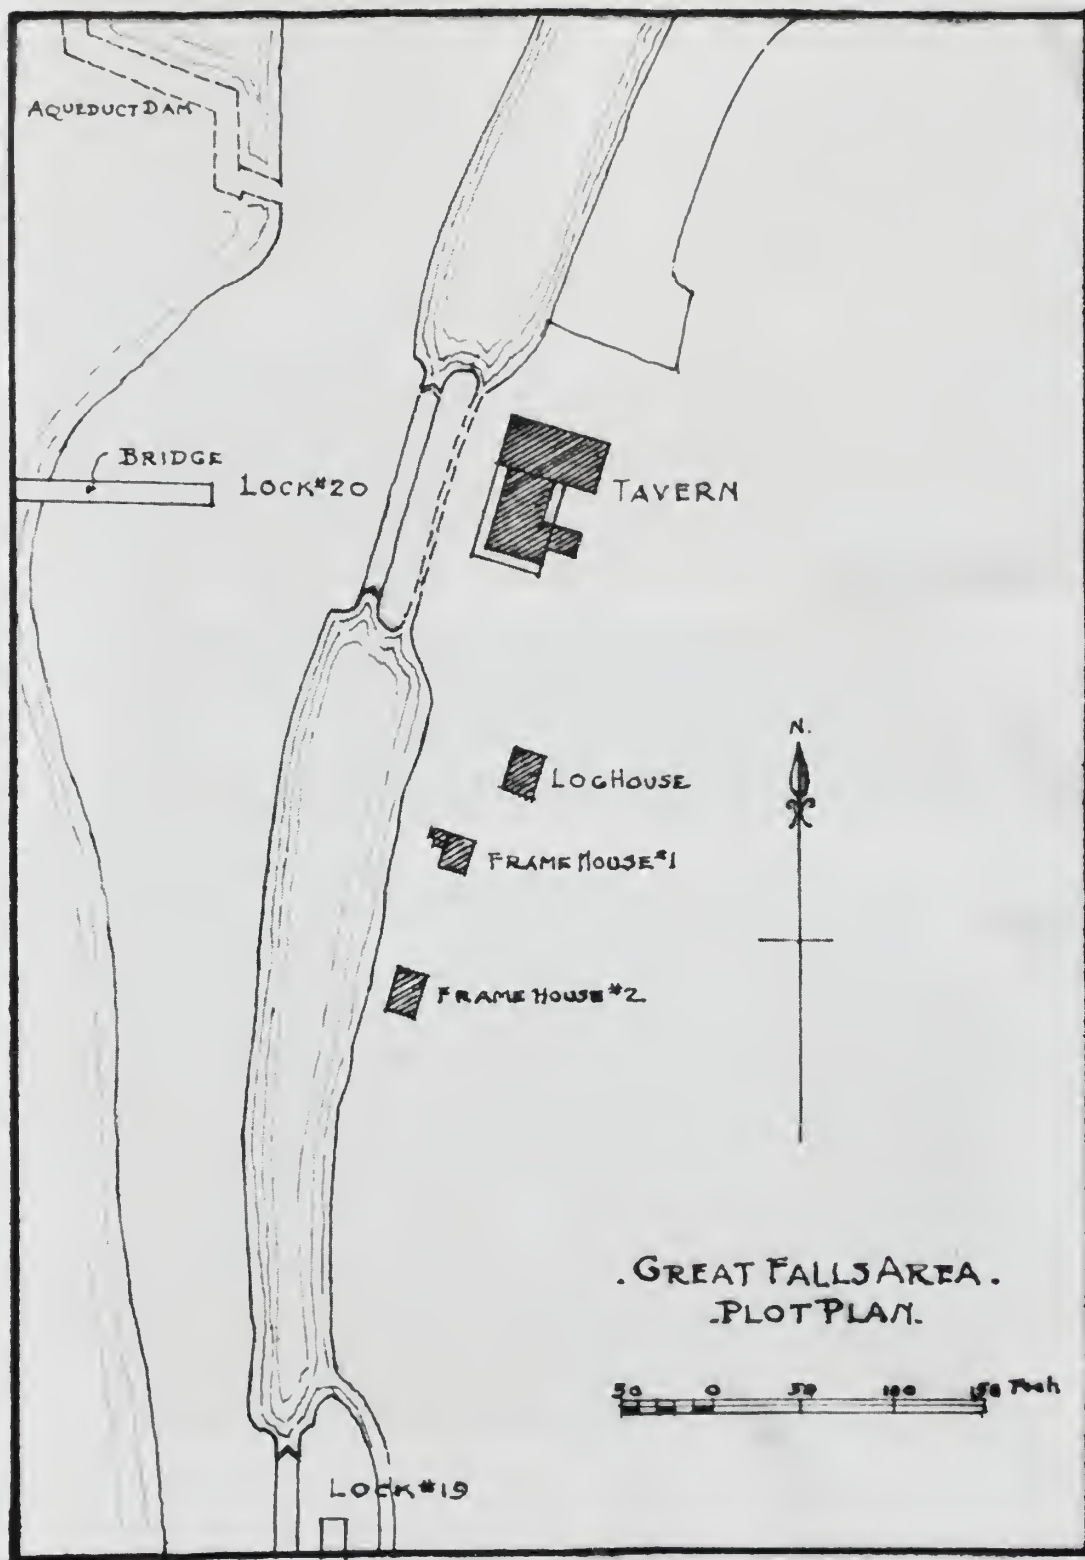 AQUEDUCT DAM
BRIDGE
LOCK #20
TAVERN
N.
LOG HOUSE
FRAME HOUSE #1
FRAME HOUSE #2
. GREAT FALLS AREA .
- PLOT PLAN. -
50 0 50 100 150 Feet
LOCK #19